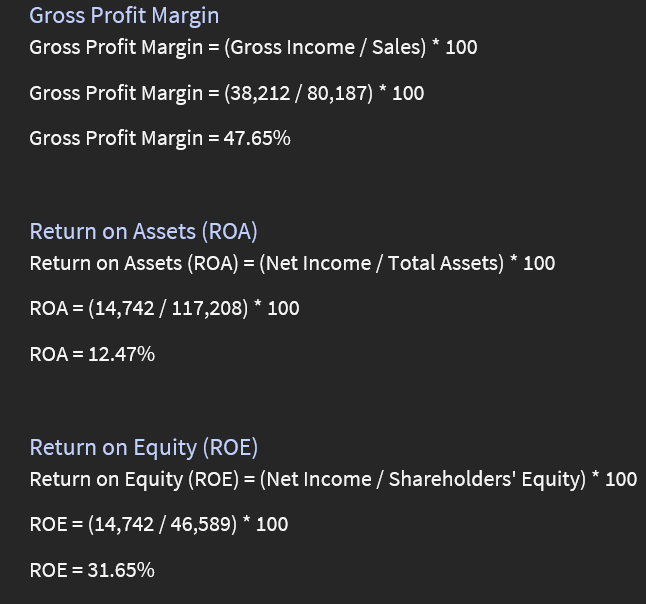 Gross Profit Margin
Gross Profit Margin = (Gross Income / Sales) * 100
Gross Profit Margin = (38,212 / 80,187) * 100
Gross Profit Margin = 47.65%
Return on Assets (ROA)
Return on Assets (ROA) = (Net Income / Total Assets) * 100
ROA = (14,742 / 117,208) * 100
ROA = 12.47%
Return on Equity (ROE)
Return on Equity (ROE) = (Net Income / Shareholders' Equity) * 100
ROE = (14,742 / 46,589) * 100
ROE = 31.65%